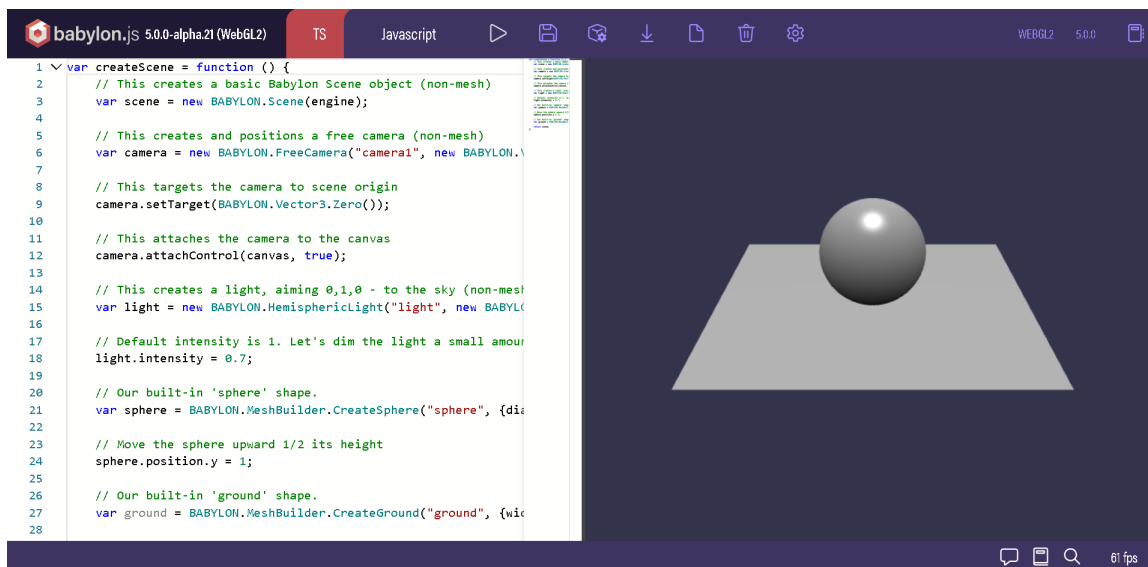 babylon.js 5.0.0-alpha.21 (WebGL2) TS Javascript WEBGL2 5.0.0
1 var createScene = function () {
2 // This creates a basic Babylon Scene object (non-mesh)
3 var scene = new BABYLON.Scene(engine);
4
5 // This creates and positions a free camera (non-mesh)
6 var camera = new BABYLON.FreeCamera("camera1", new BABYLON.V
7
8 // This targets the camera to scene origin
9 camera.setTarget(BABYLON.Vector3.Zero());
10
11 // This attaches the camera to the canvas
12 camera.attachControl(canvas, true);
13
14 // This creates a light, aiming 0,1,0 - to the sky (non-mesh
15 var light = new BABYLON.HemisphericLight("light", new BABYLO
16
17 // Default intensity is 1. Let's dim the light a small amoun
18 light.intensity = 0.7;
19
20 // Our built-in 'sphere' shape.
21 var sphere = BABYLON.MeshBuilder.CreateSphere("sphere", {dia
22
23 // Move the sphere upward 1/2 its height
24 sphere.position.y = 1;
25
26 // Our built-in 'ground' shape.
27 var ground = BABYLON.MeshBuilder.CreateGround("ground", {wid
28
61 fps